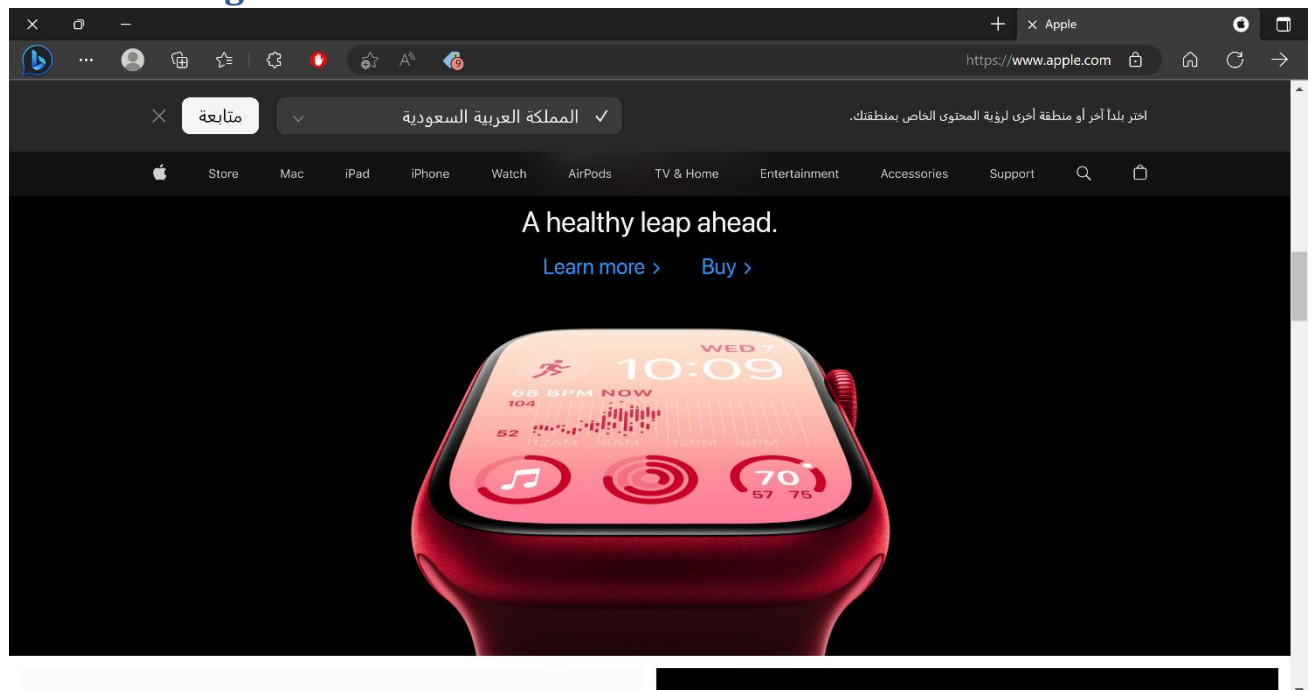 g
Apple
https://www.apple.com
9
اختر بلداً آخر أو منطقة أخرى لرؤية المحتوى الخاص بمنطقتك.
المملكة العربية السعودية
متابعة
Store Mac iPad iPhone Watch AirPods TV & Home Entertainment Accessories Support
A healthy leap ahead.
Learn more > Buy >
WED 7
10:09
68 BPM NOW
104
52
12AM 6AM 12PM 6PM
70
57 75